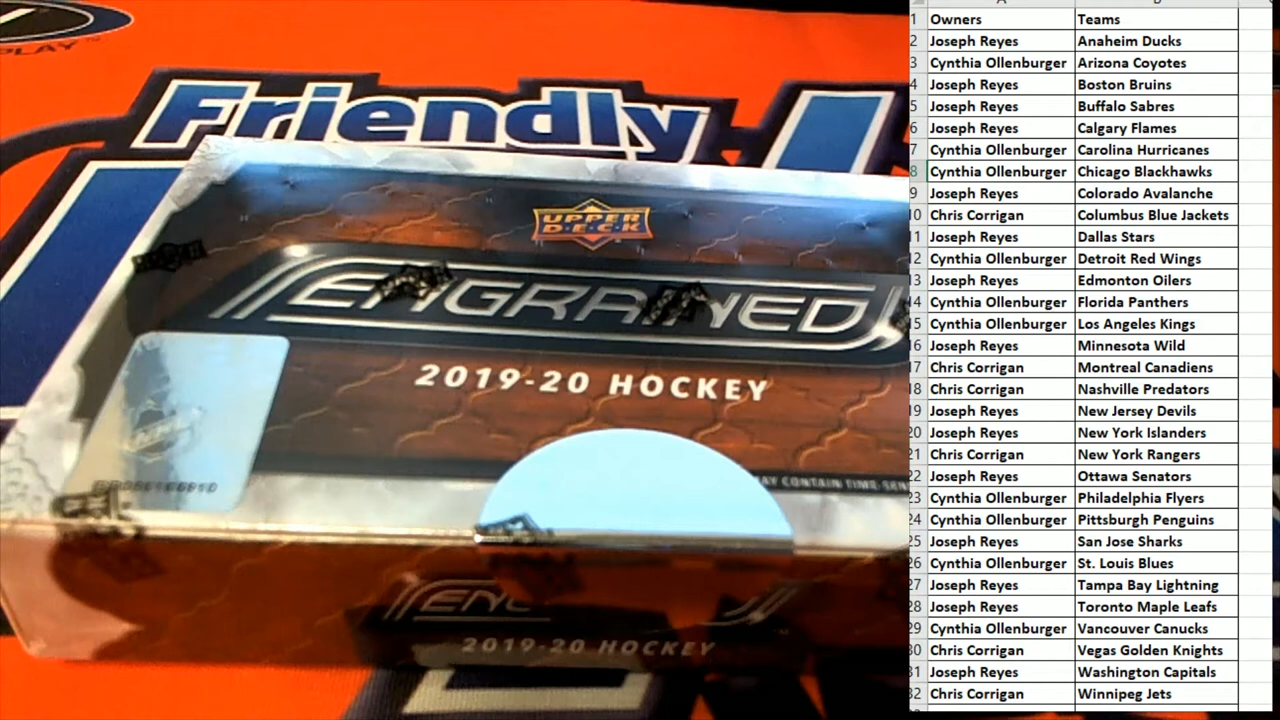 PLAY™
Friendly
UPPER
D·E·C·K
ENGRAINED
2019-20 HOCKEY
AY CONTAIN TIME-SEN
2019-20 HOCKEY
1 Owners Teams
2 Joseph Reyes Anaheim Ducks
3 Cynthia Ollenburger Arizona Coyotes
4 Joseph Reyes Boston Bruins
5 Joseph Reyes Buffalo Sabres
6 Joseph Reyes Calgary Flames
7 Cynthia Ollenburger Carolina Hurricanes
8 Cynthia Ollenburger Chicago Blackhawks
9 Joseph Reyes Colorado Avalanche
10 Chris Corrigan Columbus Blue Jackets
11 Joseph Reyes Dallas Stars
12 Cynthia Ollenburger Detroit Red Wings
13 Joseph Reyes Edmonton Oilers
14 Cynthia Ollenburger Florida Panthers
15 Cynthia Ollenburger Los Angeles Kings
16 Joseph Reyes Minnesota Wild
17 Chris Corrigan Montreal Canadiens
18 Chris Corrigan Nashville Predators
19 Joseph Reyes New Jersey Devils
20 Joseph Reyes New York Islanders
21 Chris Corrigan New York Rangers
22 Joseph Reyes Ottawa Senators
23 Cynthia Ollenburger Philadelphia Flyers
24 Cynthia Ollenburger Pittsburgh Penguins
25 Joseph Reyes San Jose Sharks
26 Cynthia Ollenburger St. Louis Blues
27 Joseph Reyes Tampa Bay Lightning
28 Joseph Reyes Toronto Maple Leafs
29 Cynthia Ollenburger Vancouver Canucks
30 Chris Corrigan Vegas Golden Knights
31 Joseph Reyes Washington Capitals
32 Chris Corrigan Winnipeg Jets